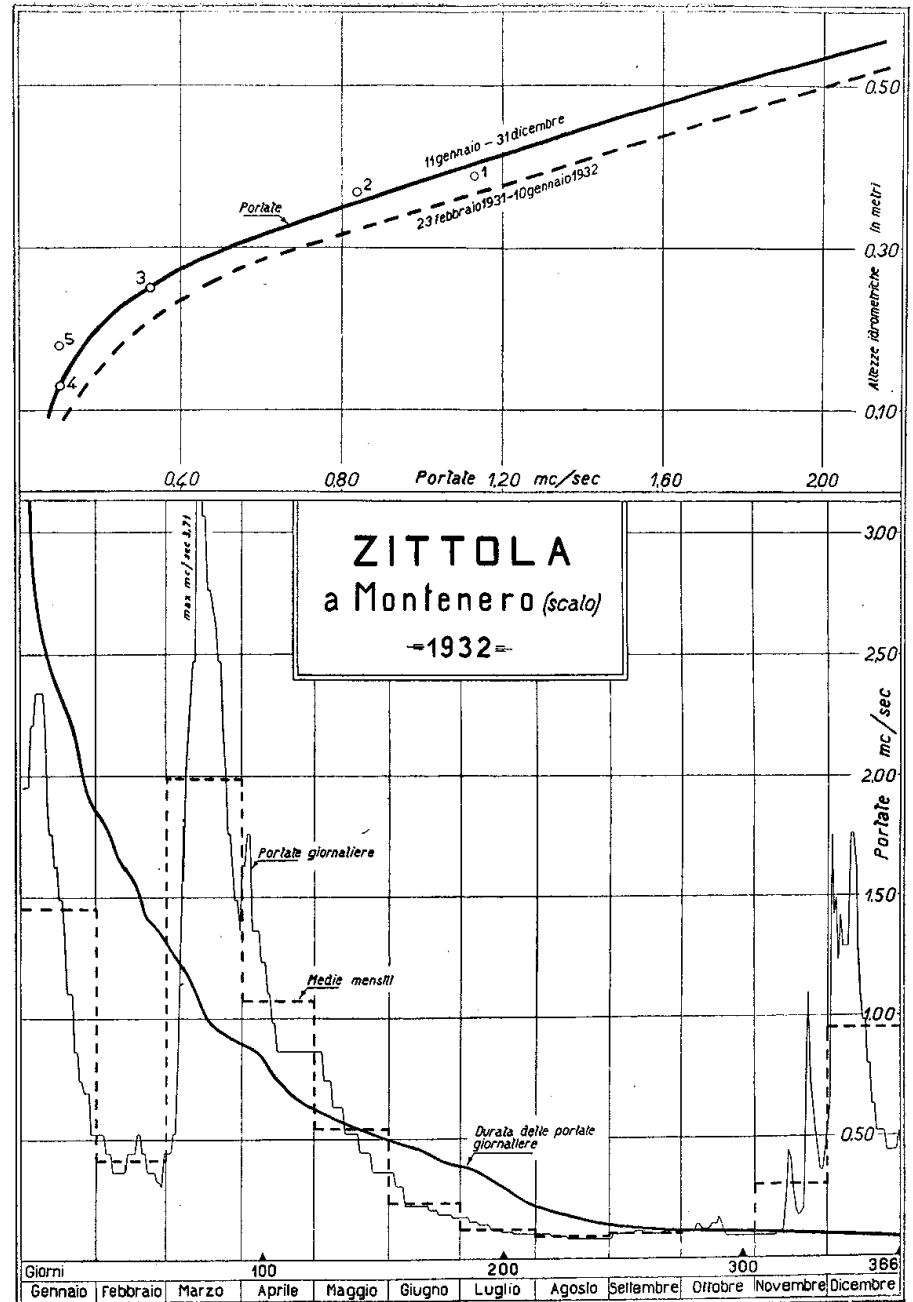 0.50
11 gennaio – 31 dicembre
1
2
23 febbraio 1931 – 10 gennaio 1932
Portate
0.30
Altezze idrometriche in metri
3
5
4
0,10
0,40
0,80
Portate
1,20
mc/sec
1,60
2,00
3,00
max mc/sec 3,71
ZITTOLA
a Montenero (scalo)
=1932=
2,50
Portate mc/sec
2,00
Portate giornaliere
1,50
Medie mensili
1,00
Durata delle portate
giornaliere
0,50
Giorni
100
200
300
366
Gennaio
Febbraio
Marzo
Aprile
Maggio
Giugno
Luglio
Agosto
Settembre
Ottobre
Novembre
Dicembre